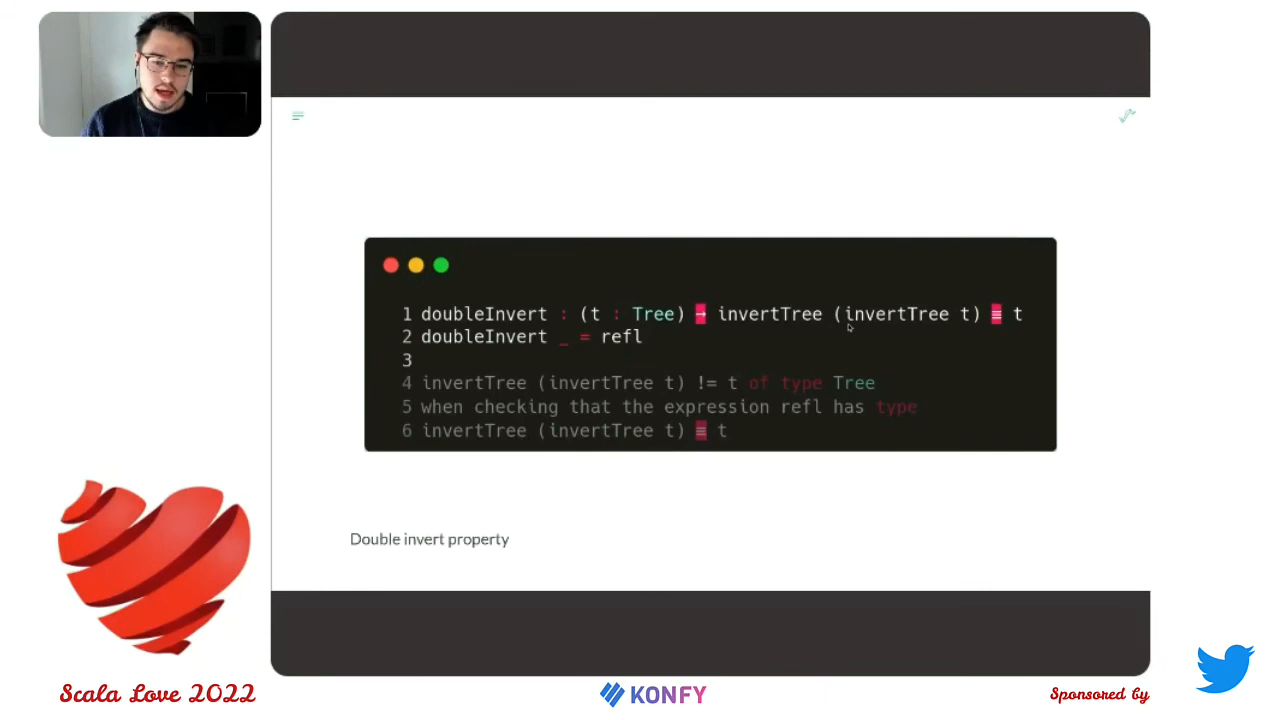 1 doubleInvert : (t : Tree) → invertTree (invertTree t) ≡ t
2 doubleInvert _ = refl
3
4 invertTree (invertTree t) != t of type Tree
5 when checking that the expression refl has type
6 invertTree (invertTree t) ≡ t
Double invert property
Scala Love 2022
KONFY
Sponsored by